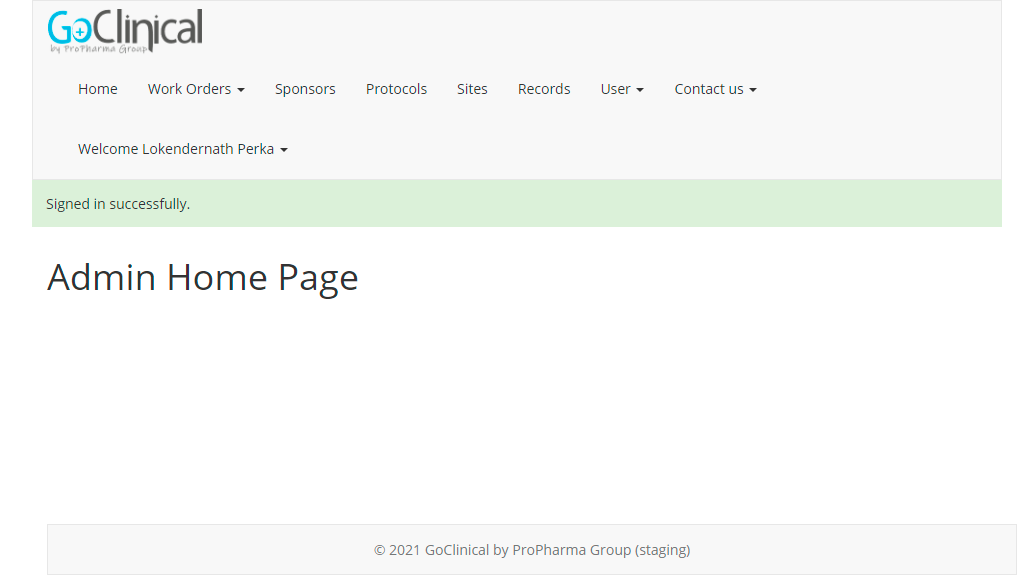 GoClinical
by ProPharma Group
Home Work Orders Sponsors Protocols Sites Records User Contact us
Welcome Lokendernath Perka
Signed in successfully.
Admin Home Page
© 2021 GoClinical by ProPharma Group (staging)